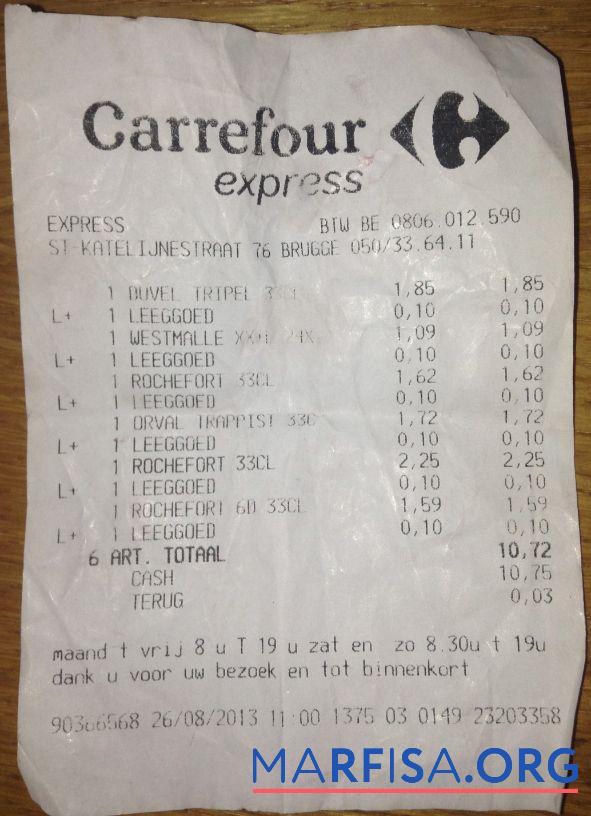 Carrefour
express
EXPRESS BTW BE 0806.012.590
ST-KATELIJNESTRAAT 76 BRUGGE 050/33.64.11
1 DUVEL TRIPEL 33CL 1,85 1,85
L+ 1 LEEGGOED 0,10 0,10
1 WESTMALLE 1,09 1,09
L+ 1 LEEGGOED 0,10 0,10
1 ROCHEFORT 33CL 1,62 1,62
L+ 1 LEEGGOED 0,10 0,10
1 ORVAL TRAPPIST 33C 1,72 1,72
L+ 1 LEEGGOED 0,10 0,10
1 ROCHEFORT 33CL 2,25 2,25
L+ 1 LEEGGOED 0,10 0,10
1 ROCHEFORT 6D 33CL 1,59 1,59
L+ 1 LEEGGOED 0,10 0,10
6 ART. TOTAAL 10,72
CASH 10,75
TERUG 0,03
maand t vrij 8 u T 19 u zat en zo 8.30u t 19u
dank u voor uw bezoek en tot binnenkort
26/08/2013 11:00 1375 03 0149 23203358
MARFISA.ORG